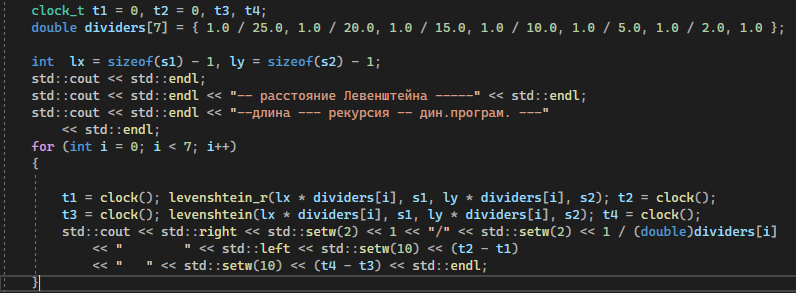 clock_t t1 = 0, t2 = 0, t3, t4;
double dividers[7] = { 1.0 / 25.0, 1.0 / 20.0, 1.0 / 15.0, 1.0 / 10.0, 1.0 / 5.0, 1.0 / 2.0, 1.0 };
int  lx = sizeof(s1) - 1, ly = sizeof(s2) - 1;
std::cout << std::endl;
std::cout << std::endl << "-- расстояние Левенштейна -----" << std::endl;
std::cout << std::endl << "--длина --- рекурсия -- дин.програм. ---"
<< std::endl;
for (int i = 0; i < 7; i++)
{
t1 = clock(); levenshtein_r(lx * dividers[i], s1, ly * dividers[i], s2); t2 = clock();
t3 = clock(); levenshtein(lx * dividers[i], s1, ly * dividers[i], s2); t4 = clock();
std::cout << std::right << std::setw(2) << 1 << "/" << std::setw(2) << 1 / (double)dividers[i]
<< "        " << std::left << std::setw(10) << (t2 - t1)
<< "   " << std::setw(10) << (t4 - t3) << std::endl;
}